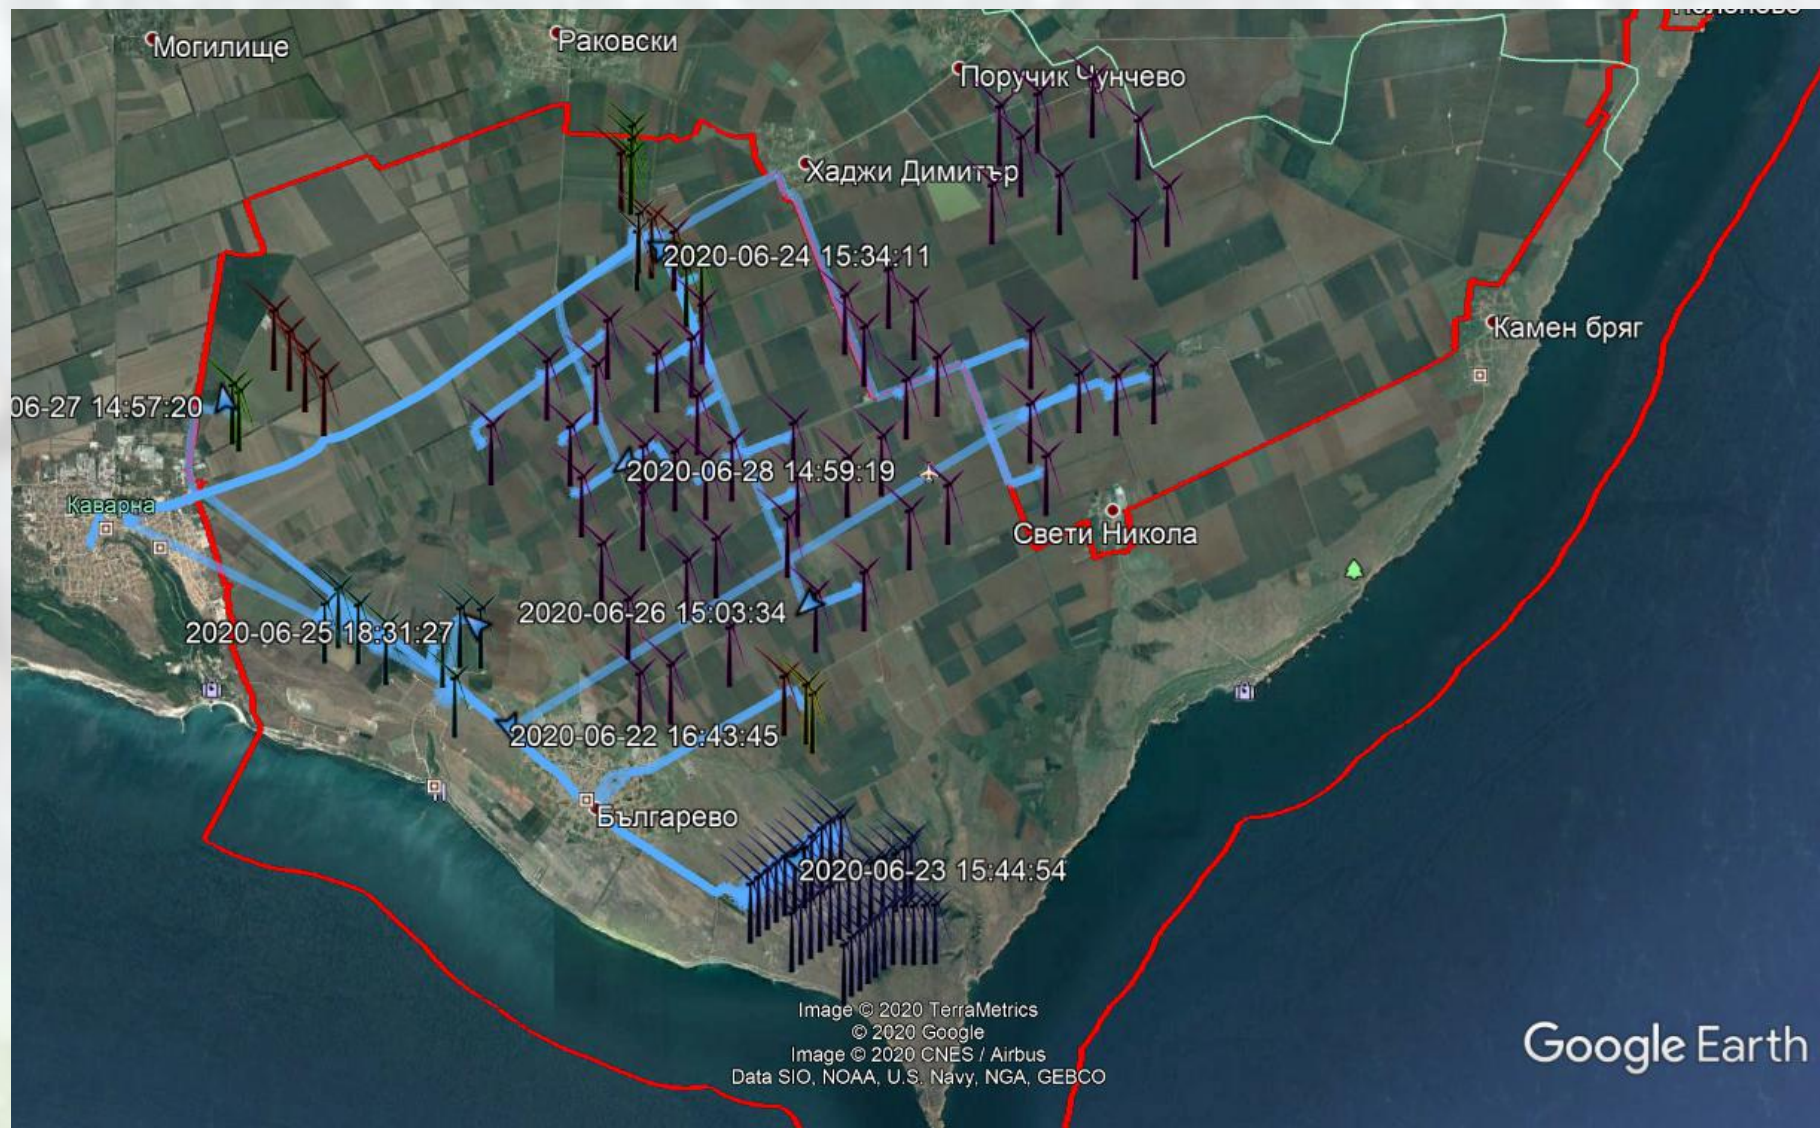 Могилище
Раковски
Поручик Чунчево
Хаджи Димитър
2020-06-24 15:34:11
Камен бряг
06-27 14:57:20
2020-06-28 14:59:19
Каварна
Свети Никола
2020-06-26 15:03:34
2020-06-25 18:31:27
2020-06-22 16:43:45
Българево
2020-06-23 15:44:54
Image © 2020 TerraMetrics
© 2020 Google
Image © 2020 CNES / Airbus
Data SIO, NOAA, U.S. Navy, NGA, GEBCO
Google Earth